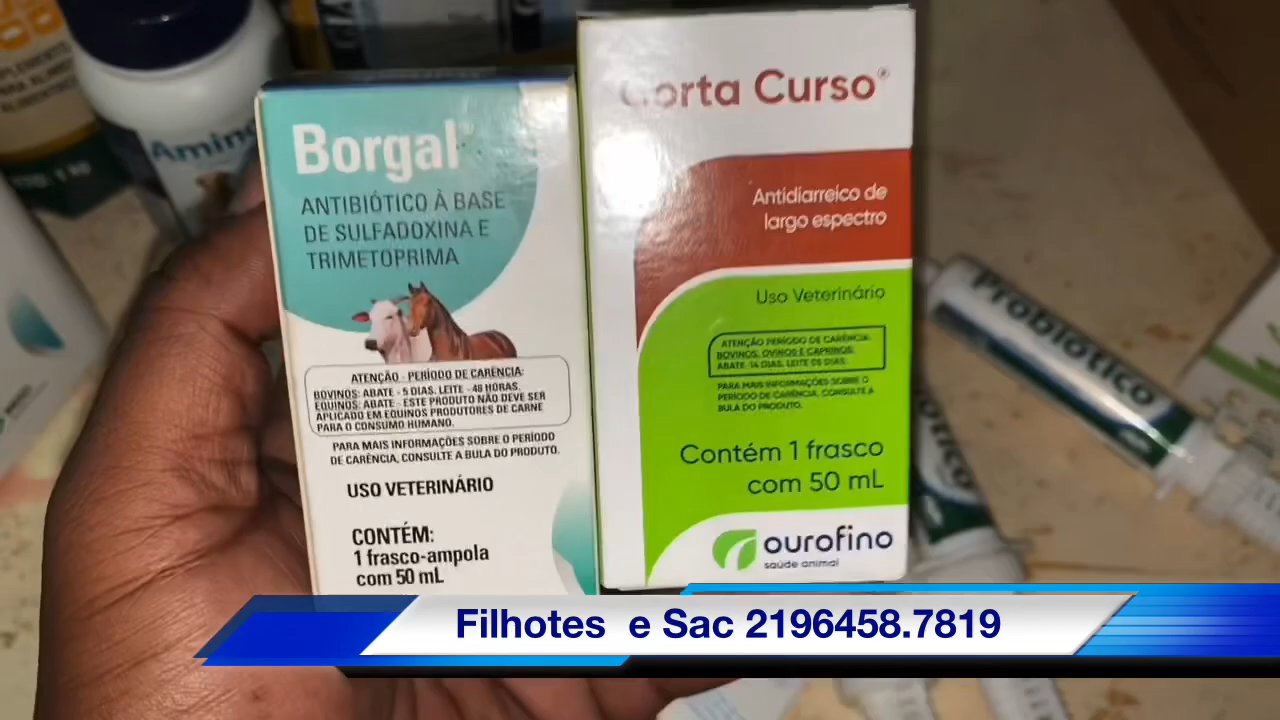 Borgal
ANTIBIÓTICO À BASE
DE SULFADOXINA E
TRIMETOPRIMA
ATENÇÃO - PERÍODO DE CARÊNCIA:
BOVINOS: ABATE - 5 DIAS. LEITE - 48 HORAS.
EQUINOS: ABATE - ESTE PRODUTO NÃO DEVE SER
APLICADO EM EQUINOS PRODUTORES DE CARNE
PARA O CONSUMO HUMANO.
PARA MAIS INFORMAÇÕES SOBRE O PERÍODO
DE CARÊNCIA, CONSULTE A BULA DO PRODUTO.
USO VETERINÁRIO
CONTÉM:
1 frasco-ampola
com 50 mL
Corta Curso®
Antidiarreico de
largo espectro
Uso Veterinário
ATENÇÃO PERÍODO DE CARÊNCIA:
BOVINOS, OVINOS E CAPRINOS:
ABATE: 14 DIAS. LEITE 05 DIAS.
PARA MAIS INFORMAÇÕES SOBRE O
PERÍODO DE CARÊNCIA, CONSULTE A
BULA DO PRODUTO.
Contém 1 frasco
com 50 mL
ourofino
saúde animal
Amino
Probiótico
Filhotes e Sac 2196458.7819